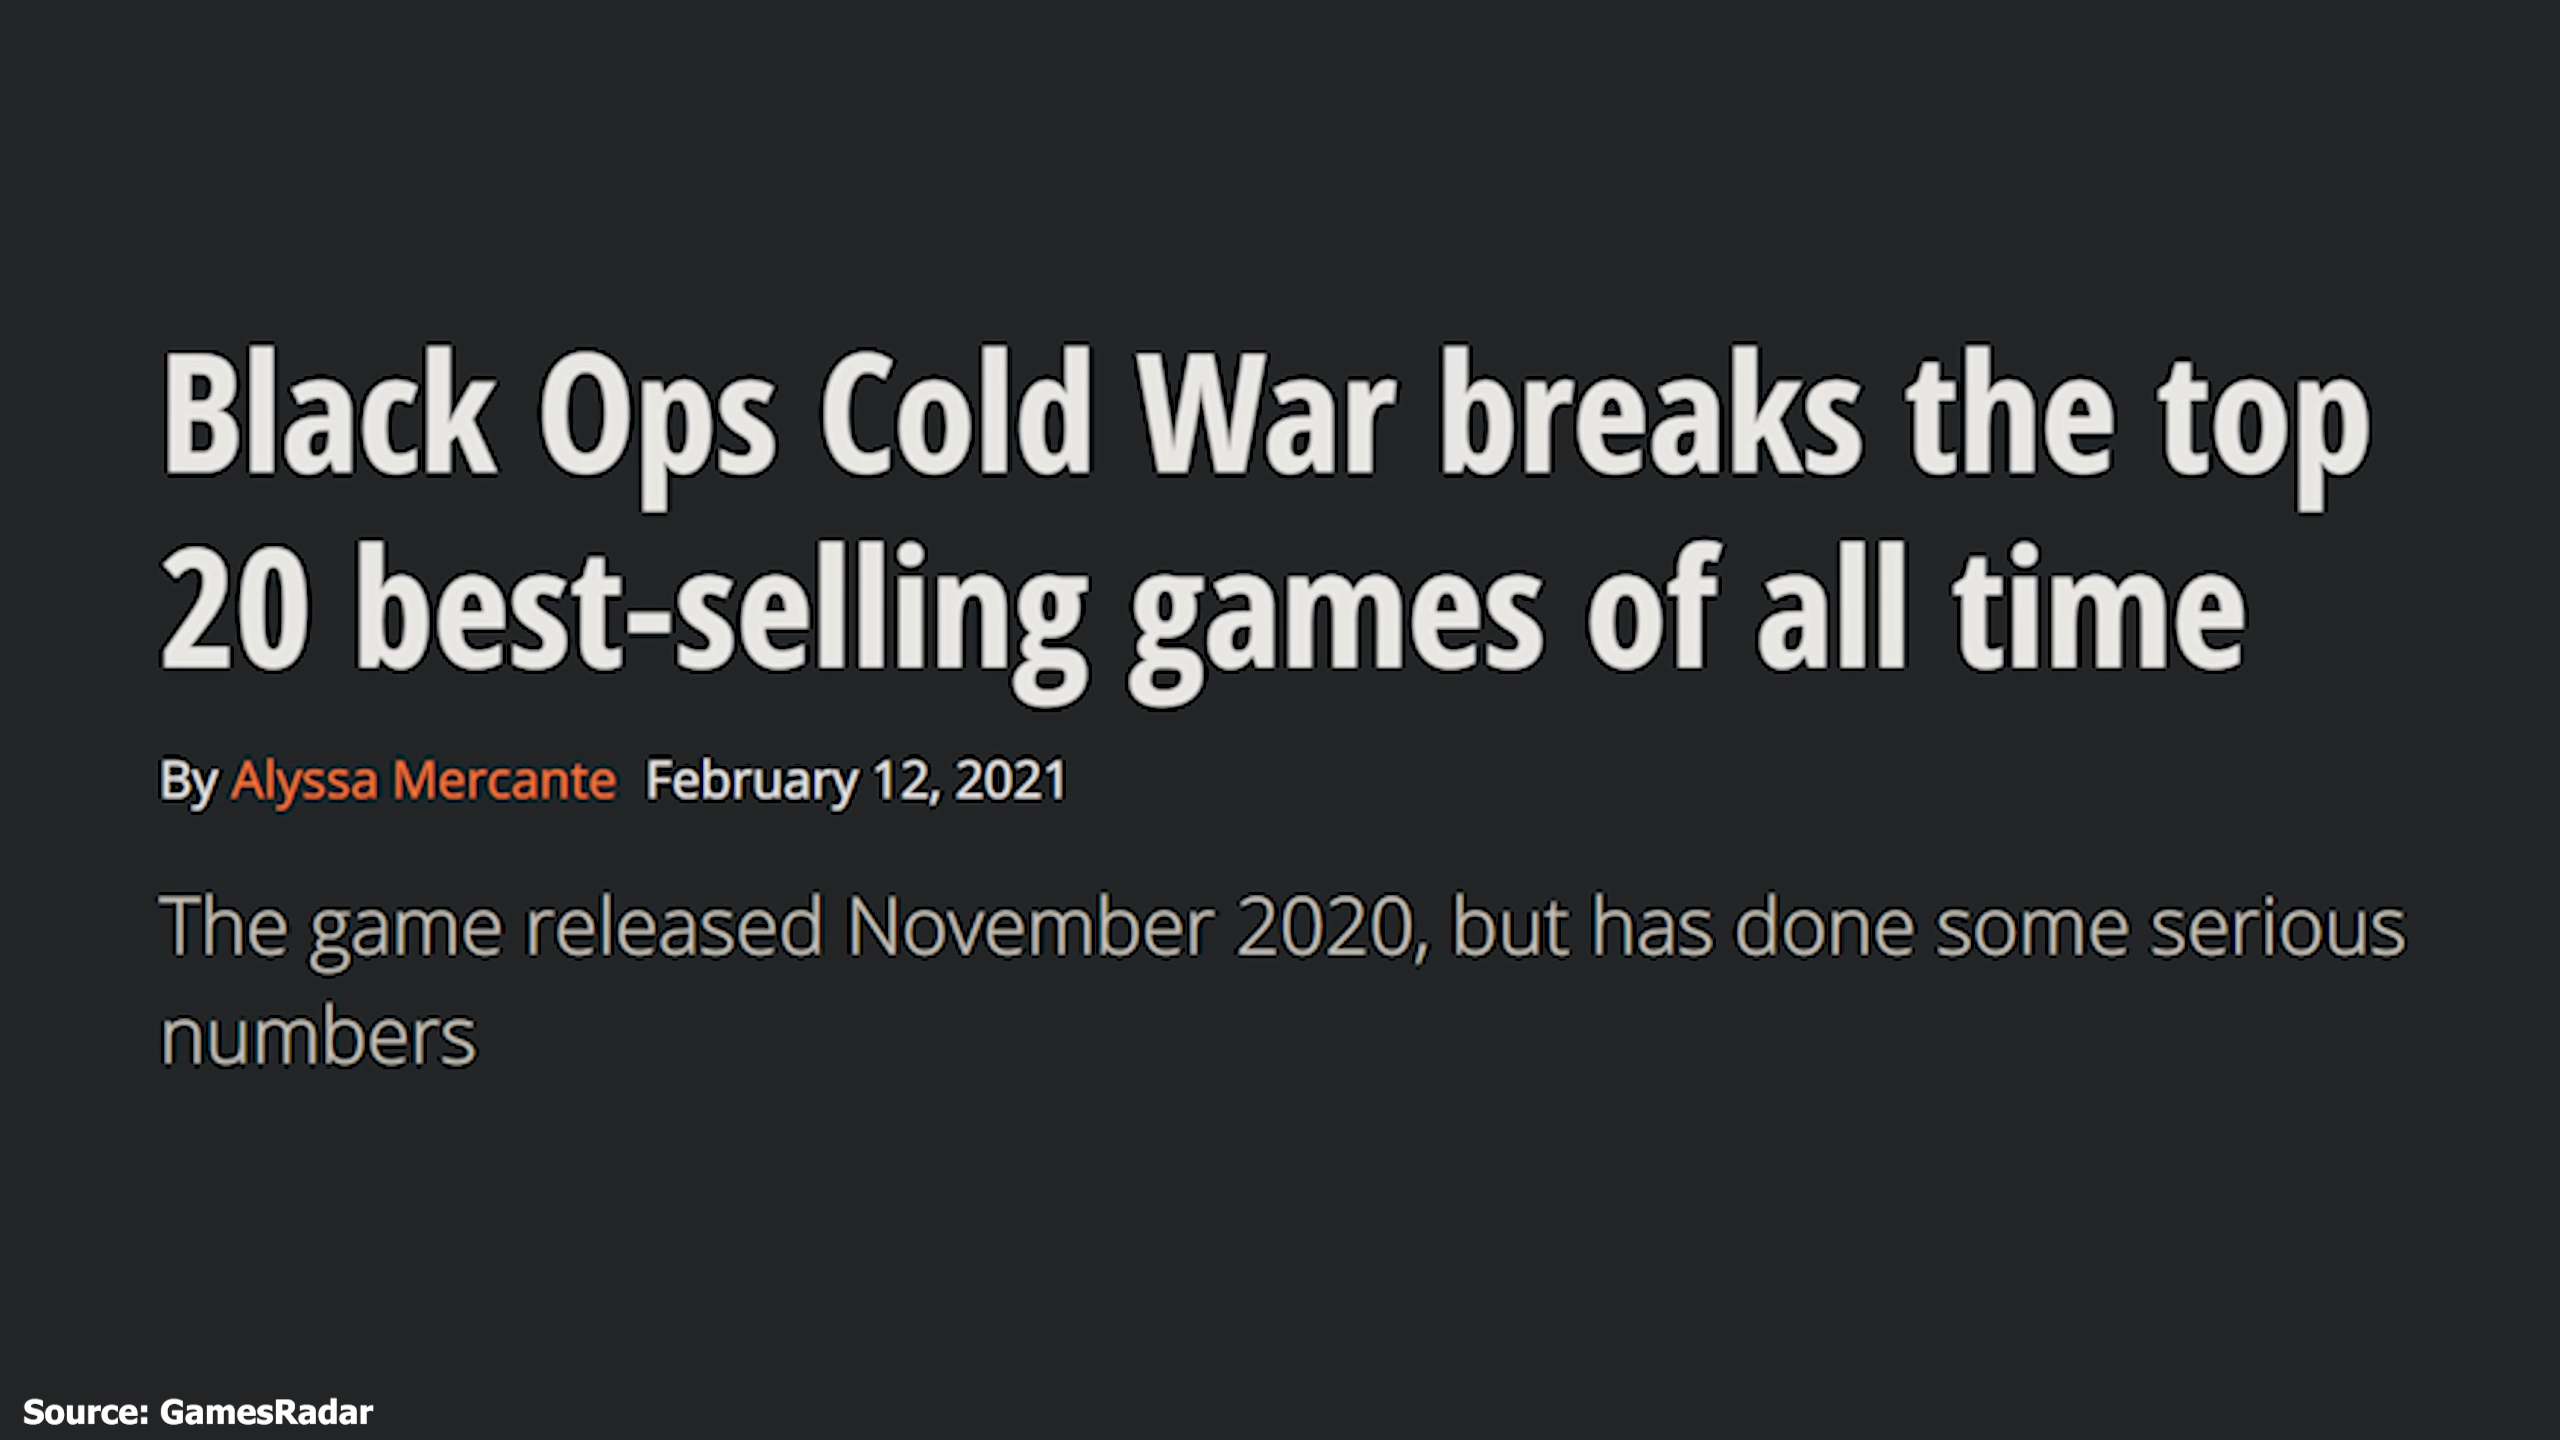 Black Ops Cold War breaks the top
20 best-selling games of all time
By Alyssa Mercante February 12, 2021
The game released November 2020, but has done some serious
numbers
Source: GamesRadar